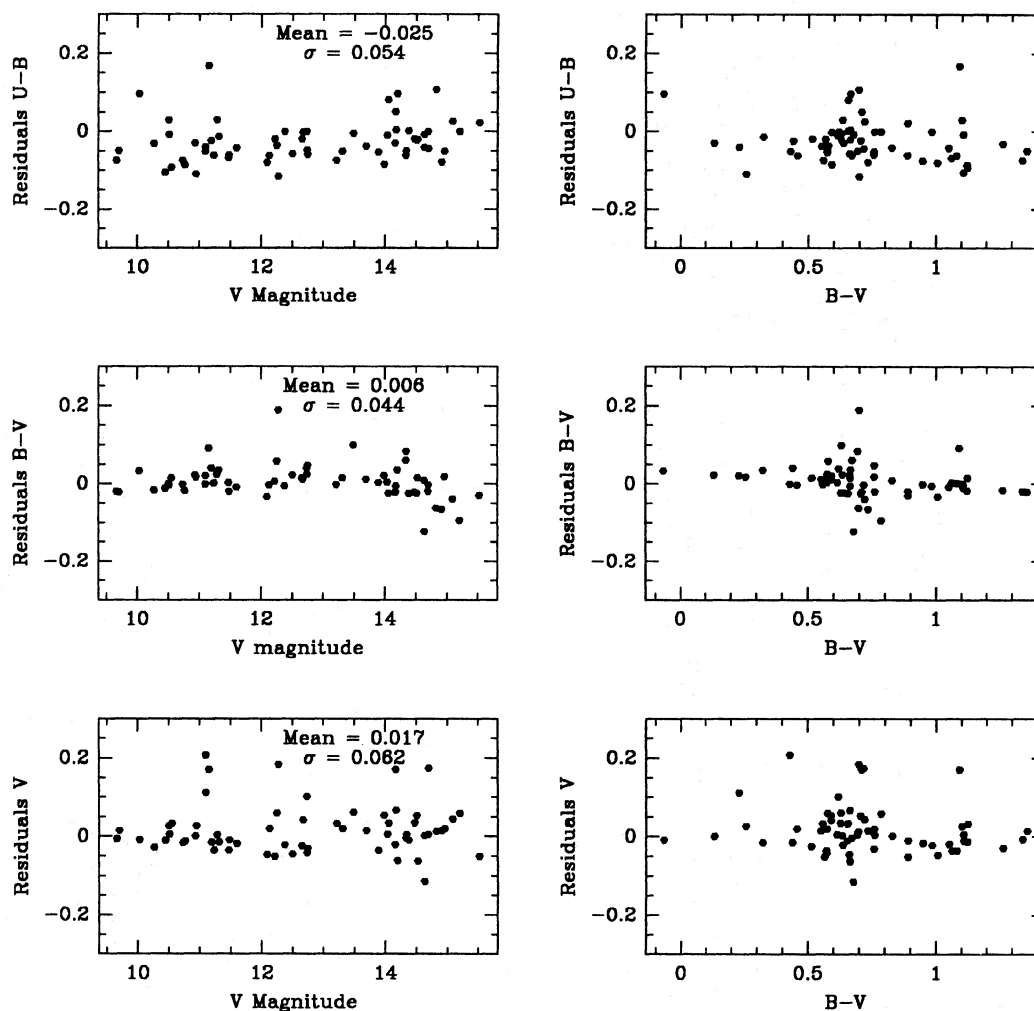 Mean = −0.025
σ = 0.054
Residuals U−B
0.2
0
−0.2
10
12
14
V Magnitude
Residuals U−B
0.2
0
−0.2
0
0.5
1
B−V
Mean = 0.006
σ = 0.044
Residuals B−V
0.2
0
−0.2
10
12
14
V magnitude
Residuals B−V
0.2
0
−0.2
0
0.5
1
B−V
Mean = 0.017
σ = 0.062
Residuals V
0.2
0
−0.2
10
12
14
V Magnitude
Residuals V
0.2
0
−0.2
0
0.5
1
B−V